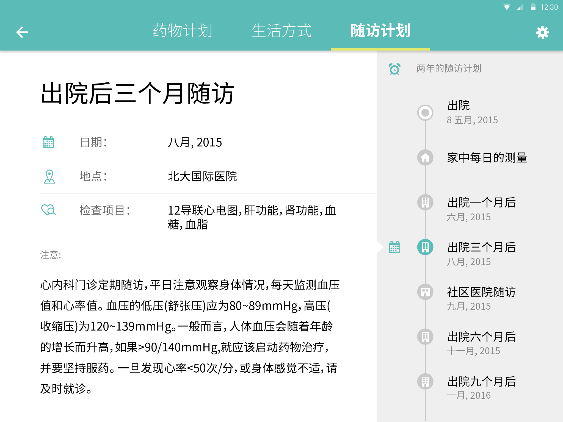 12:30
药物计划 生活方式 随访计划
出院后三个月随访
日期: 八月, 2015
地点: 北大国际医院
检查项目: 12导联心电图,肝功能,肾功能,血
糖,血脂
注意:
心内科门诊定期随访,平日注意观察身体情况,每天监测血压
值和心率值。血压的低压(舒张压)应为80~89mmHg,高压(
收缩压)为120~139mmHg。一般而言,人体血压会随着年龄
的增长而升高,如果>90/140mmHg,就应该启动药物治疗,
并要坚持服药。一旦发现心率<50次/分,或身体感觉不适,请
及时就诊。
两年的随访计划
出院
8 五月, 2015
家中每日的测量
出院一个月后
六月, 2015
出院三个月后
八月, 2015
社区医院随访
九月, 2015
出院六个月后
十一月, 2015
出院九个月后
一月, 2016